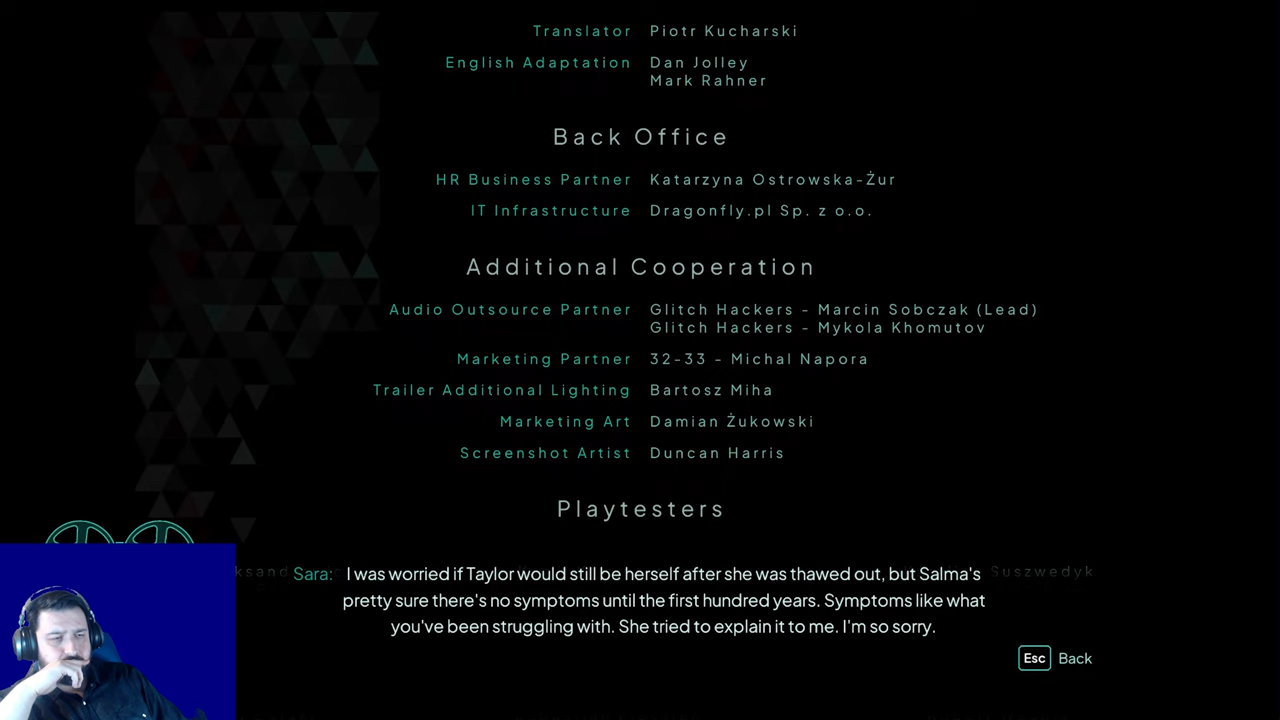 Translator Piotr Kucharski
English Adaptation Dan Jolley
Mark Rahner
Back Office
HR Business Partner Katarzyna Ostrowska-Żur
IT Infrastructure Dragonfly.pl Sp. z o.o.
Additional Cooperation
Audio Outsource Partner Glitch Hackers - Marcin Sobczak (Lead)
Glitch Hackers - Mykola Khomutov
Marketing Partner 32-33 - Michal Napora
Trailer Additional Lighting Bartosz Miha
Marketing Art Damian Żukowski
Screenshot Artist Duncan Harris
Playtesters
Suszwedyk
Sara: I was worried if Taylor would still be herself after she was thawed out, but Salma's
pretty sure there's no symptoms until the first hundred years. Symptoms like what
you've been struggling with. She tried to explain it to me. I'm so sorry.
Esc Back